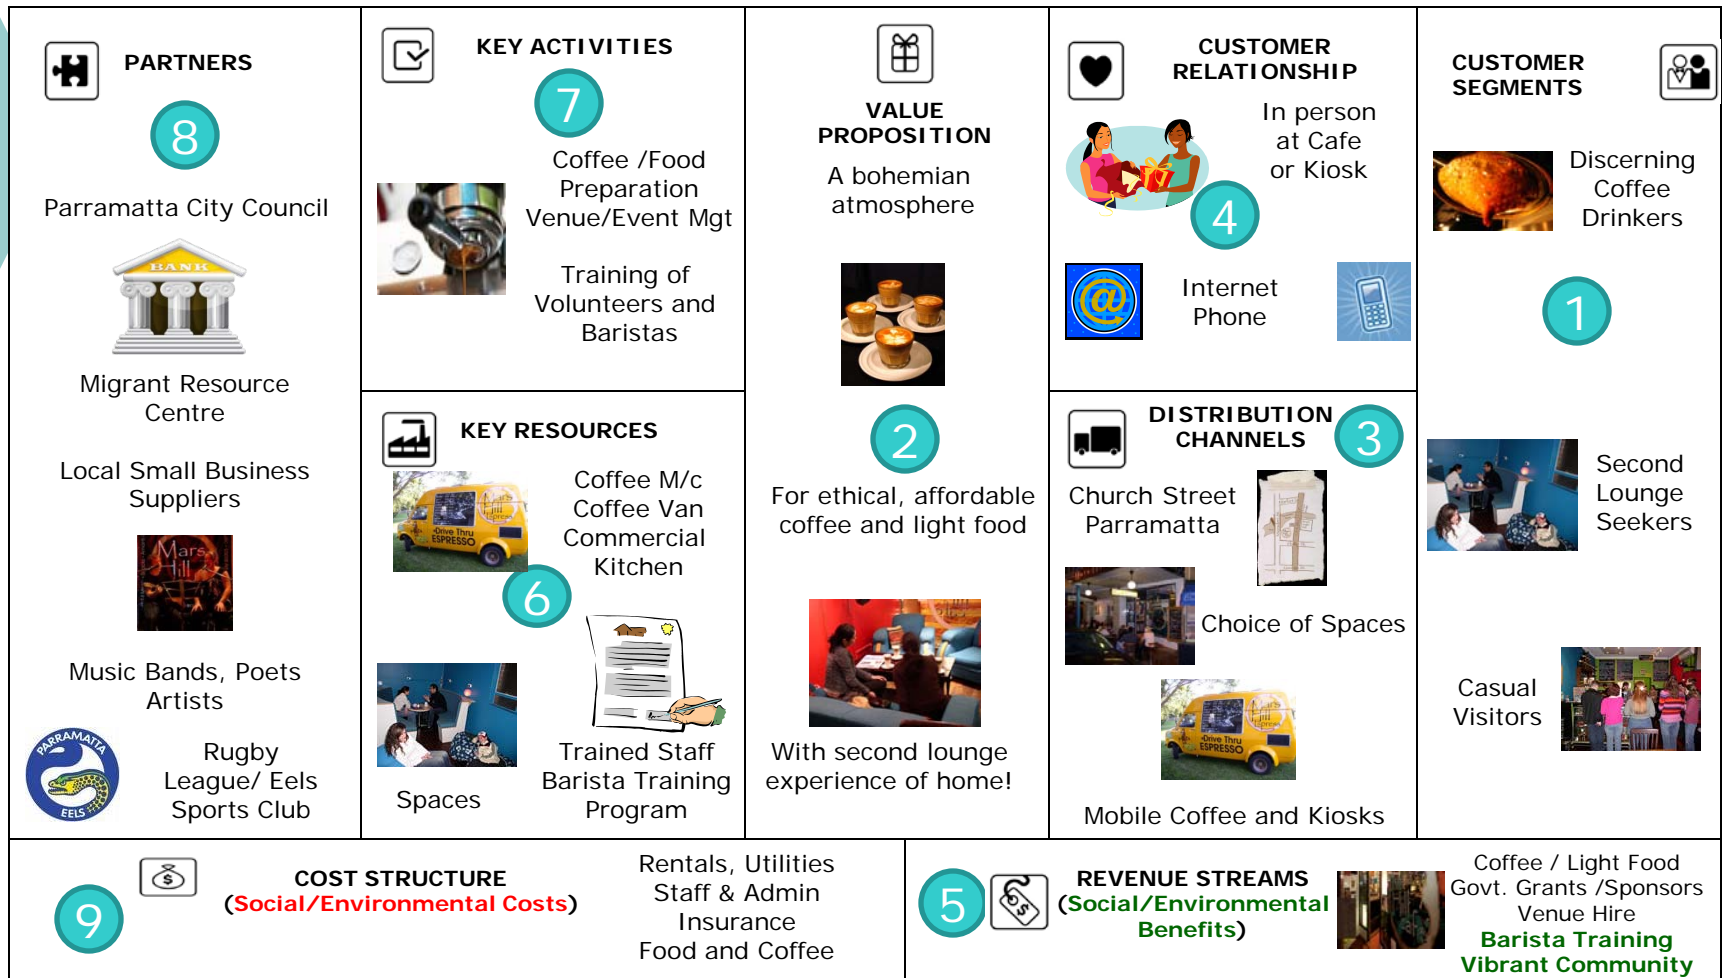 PARTNERS
8
Parramatta City Council
BANK
Migrant Resource
Centre
Local Small Business
Suppliers
Mars
Hill
Music Bands, Poets
Artists
PARRAMATTA
EELS
Rugby
League/ Eels
Sports Club
KEY ACTIVITIES
7
Coffee /Food
Preparation
Venue/Event Mgt
Training of
Volunteers and
Baristas
KEY RESOURCES
Coffee M/c
Coffee Van
Commercial
Kitchen
Drive Thru
ESPRESSO
6
Spaces
Trained Staff
Barista Training
Program
VALUE
PROPOSITION
A bohemian
atmosphere
2
For ethical, affordable
coffee and light food
With second lounge
experience of home!
CUSTOMER
RELATIONSHIP
In person
at Cafe
or Kiosk
4
@
Internet
Phone
DISTRIBUTION
CHANNELS
3
Church Street
Parramatta
Choice of Spaces
Drive Thru
ESPRESSO
Mobile Coffee and Kiosks
CUSTOMER
SEGMENTS
Discerning
Coffee
Drinkers
1
Second
Lounge
Seekers
Casual
Visitors
9
$
COST STRUCTURE
(Social/Environmental Costs)
Rentals, Utilities
Staff & Admin
Insurance
Food and Coffee
5
REVENUE STREAMS
(Social/Environmental
Benefits)
Coffee / Light Food
Govt. Grants /Sponsors
Venue Hire
Barista Training
Vibrant Community